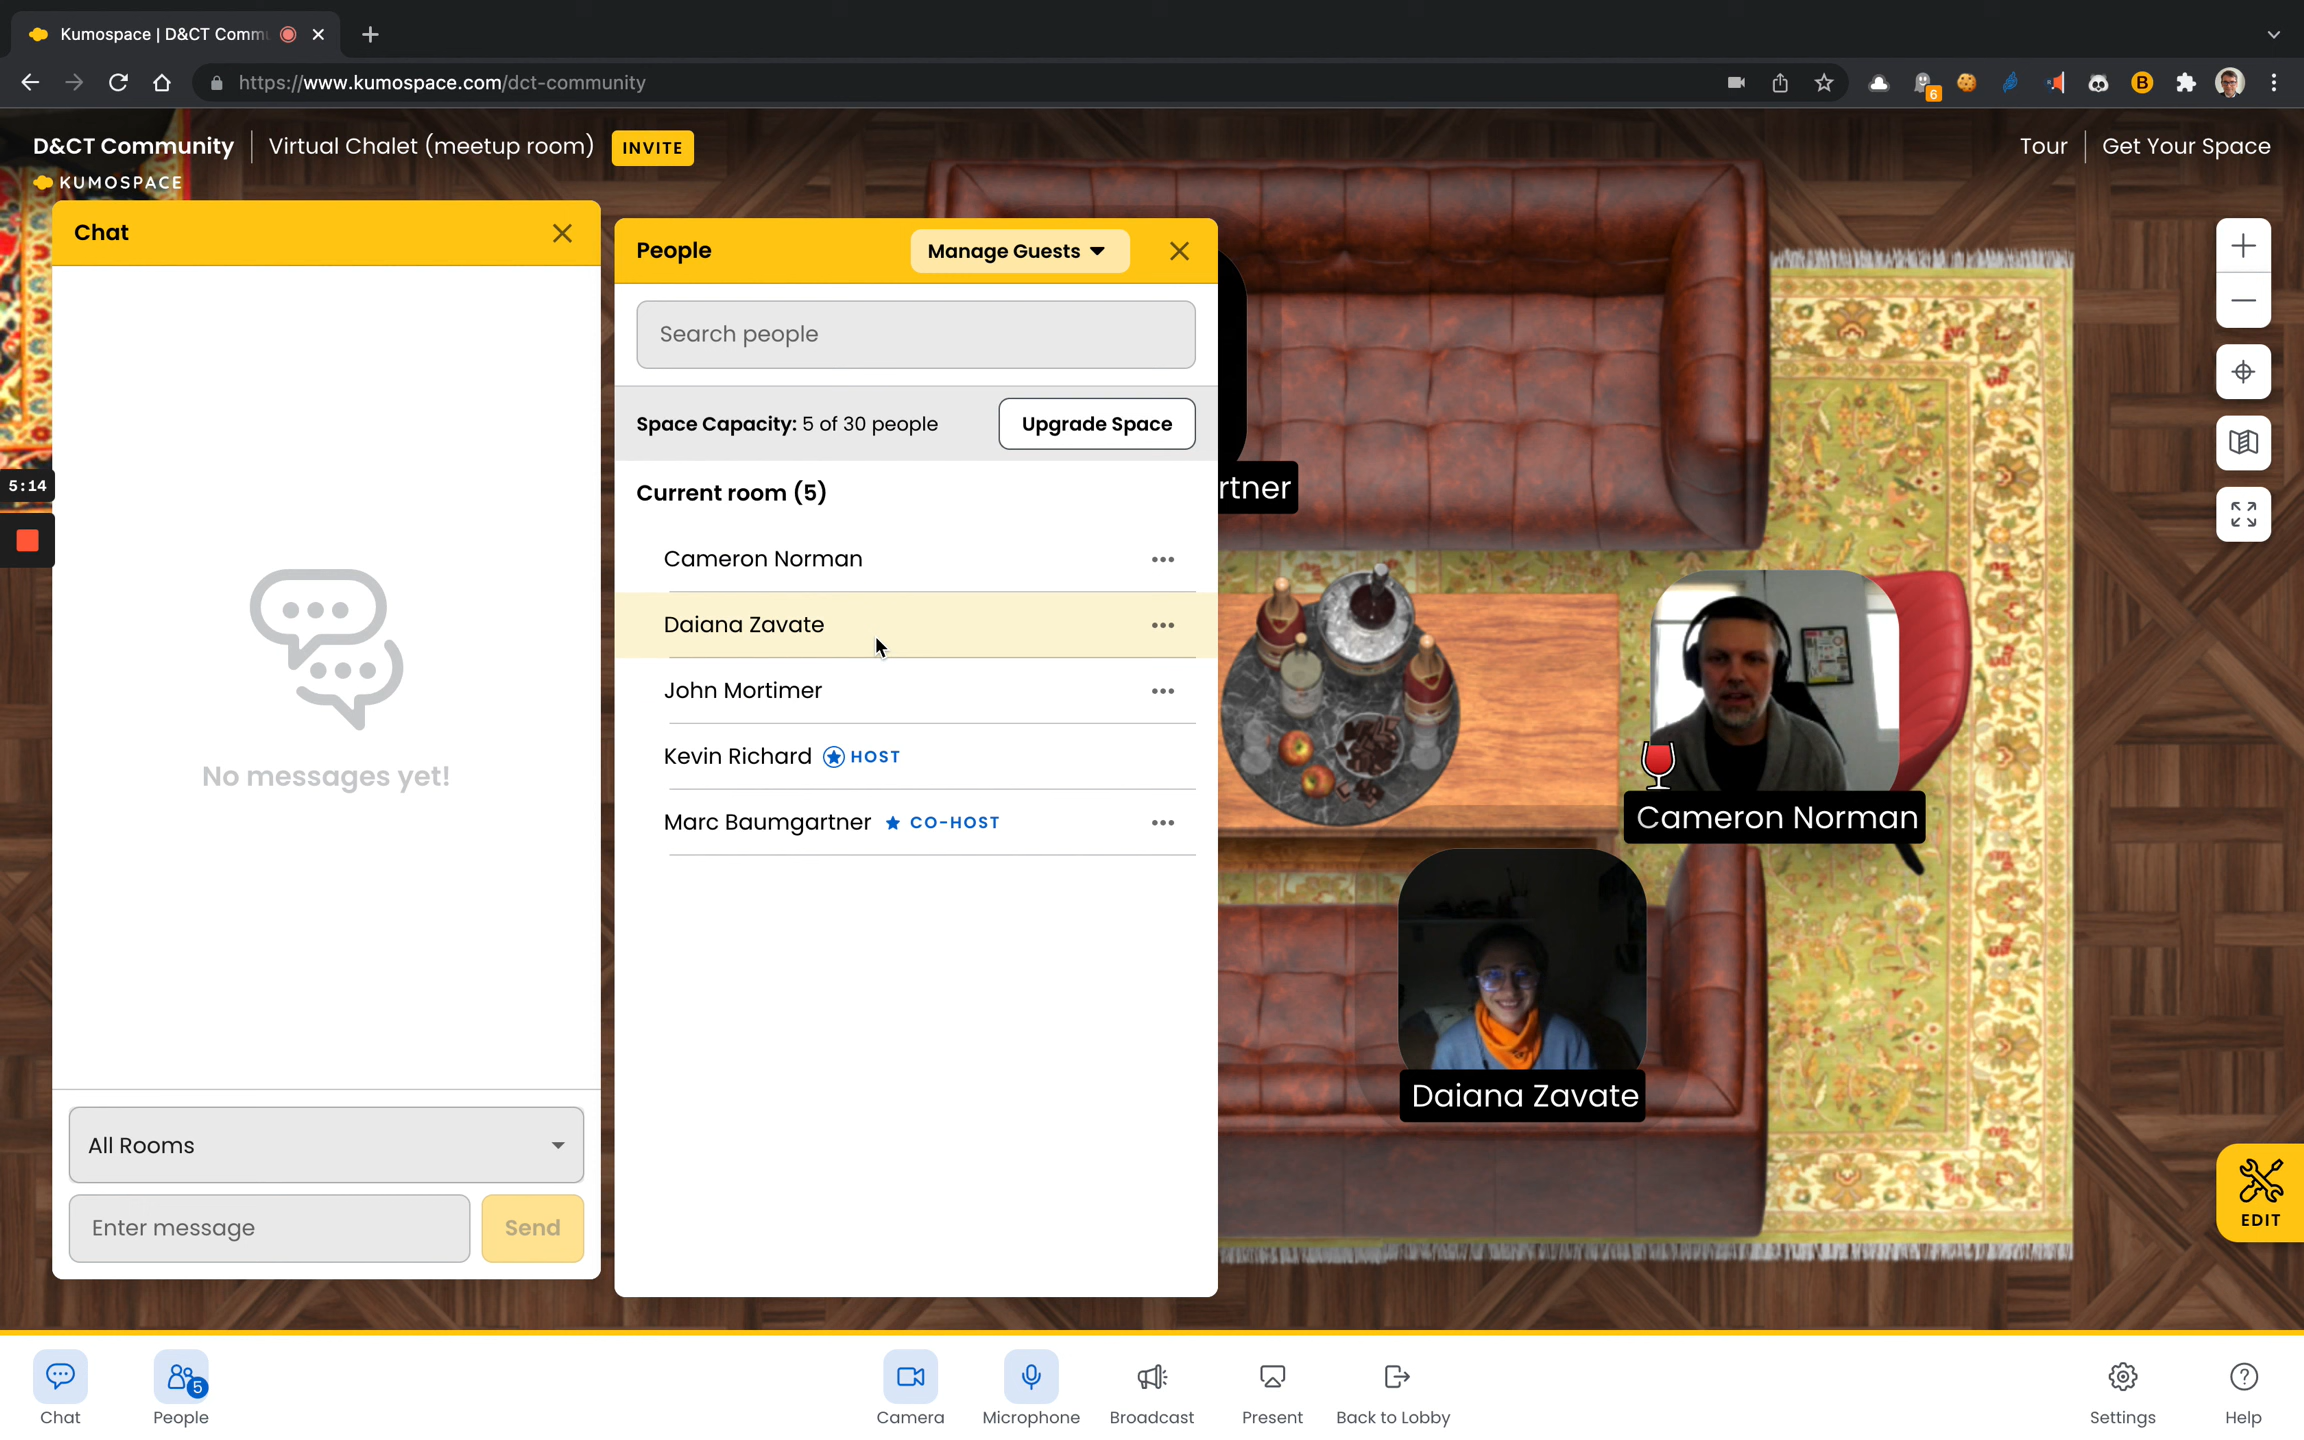 Kumospace | D&CT Comm
https://www.kumospace.com/dct-community
6
B
D&CT Community
Virtual Chalet (meetup room)
INVITE
Tour
Get Your Space
KUMOSPACE
Chat
People
Manage Guests
Search people
Space Capacity: 5 of 30 people
Upgrade Space
5:14
rtner
Current room (5)
Cameron Norman
Daiana Zavate
John Mortimer
Kevin Richard
HOST
Marc Baumgartner
CO-HOST
No messages yet!
Cameron Norman
Daiana Zavate
All Rooms
Enter message
Send
EDIT
5
Chat
People
Camera
Microphone
Broadcast
Present
Back to Lobby
Settings
Help